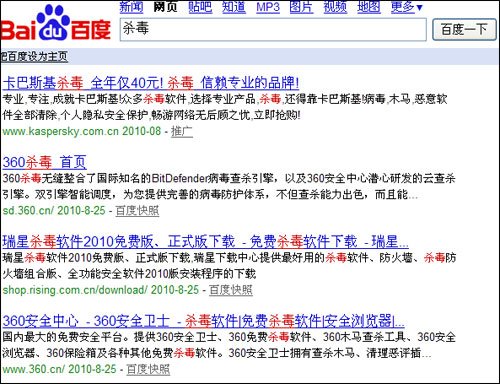 新闻 网页 贴吧 知道 MP3 图片 视频 地图 更多▼
Bai du 百度 杀毒 百度一下
把百度设为主页
卡巴斯基杀毒 全年仅40元! 杀毒 信赖专业的品牌!
专业,专注,成就卡巴斯基!众多杀毒软件,选择专业产品,杀毒,还得靠卡巴斯基!病毒,木马,恶意软
件全部清除,个人隐私安全保护,畅游网络无后顾之忧,立即抢购!
www.kaspersky.com.cn 2010-08 - 推广
360杀毒 首页
360杀毒无缝整合了国际知名的BitDefender病毒查杀引擎，以及360安全中心潜心研发的云查杀
引擎。双引擎智能调度，为您提供完善的病毒防护体系，不但查杀能力出色，而且能...
sd.360.cn/ 2010-8-25 - 百度快照
瑞星杀毒软件2010免费版、正式版下载 - 免费杀毒软件下载 - 瑞星...
瑞星杀毒软件2010免费版、正式版下载,瑞星下载中心提供最好用的杀毒软件、防火墙、杀毒防
火墙组合版、全功能安全软件2010版安装程序的下载
shop.rising.com.cn/download/ 2010-8-25 - 百度快照
360安全中心 - 360安全卫士 - 杀毒软件|免费杀毒软件|安全浏览器|...
国内最大的免费安全平台。提供360安全卫士、360免费杀毒软件、360木马查杀工具、360安全
浏览器、360保险箱及各种其他免费杀毒软件。360安全卫士拥有查杀木马、清理恶评插...
www.360.cn/ 2010-8-25 - 百度快照